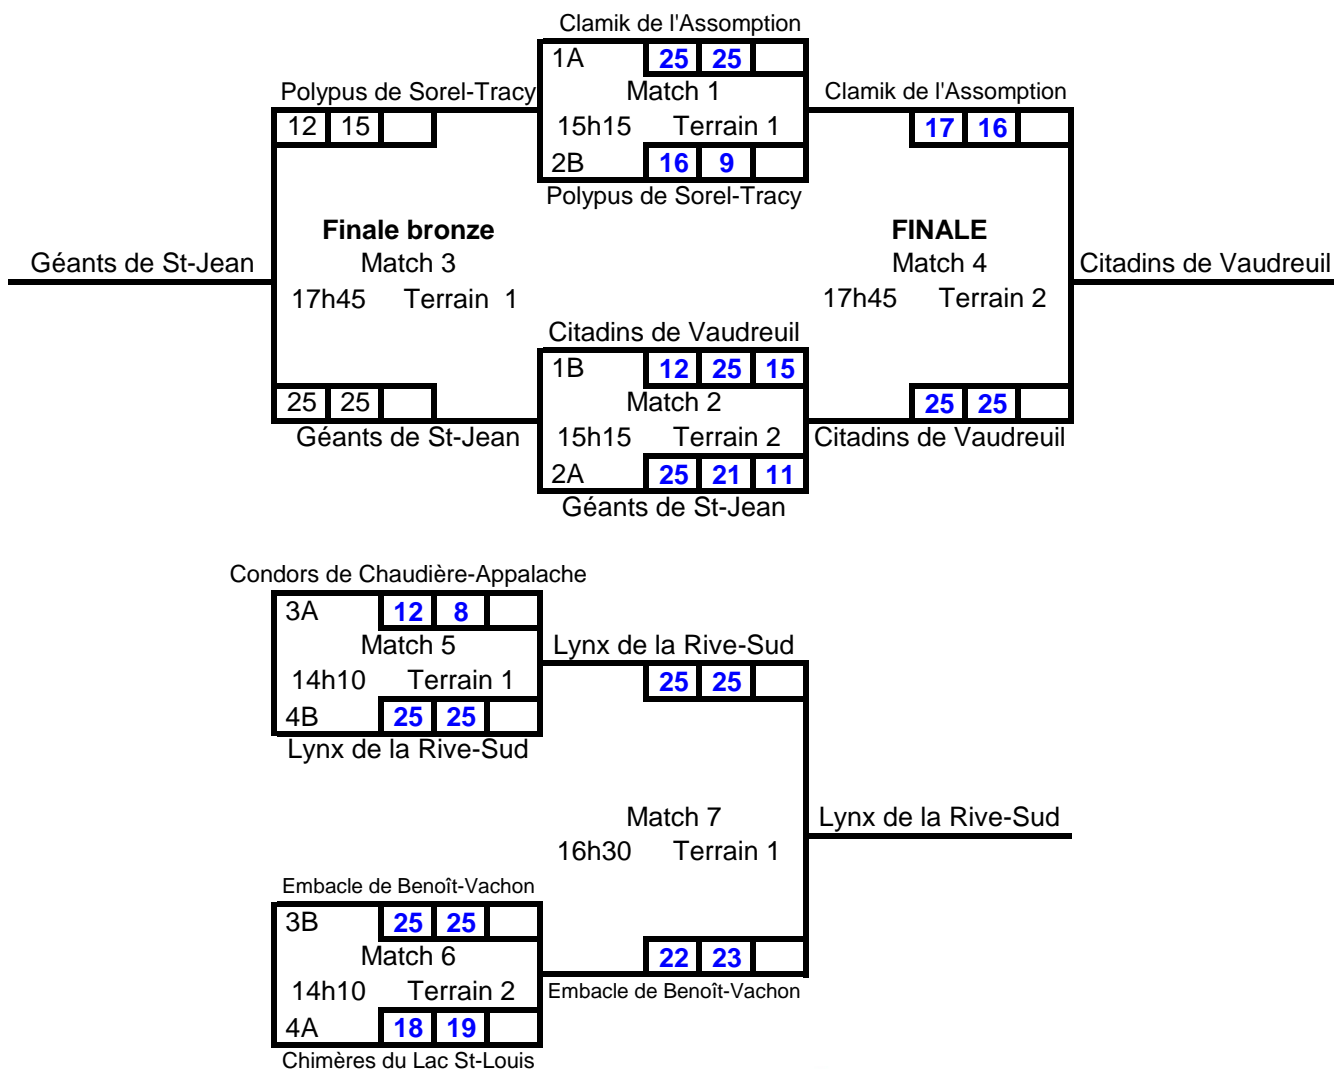 Clamik de l'Assomption
1A 25 25
Polypus de Sorel-Tracy Match 1 Clamik de l'Assomption
12 15 15h15 Terrain 1 17 16
2B 16 9
Polypus de Sorel-Tracy
Finale bronze FINALE
Géants de St-Jean Match 3 Match 4 Citadins de Vaudreuil
17h45 Terrain 1 17h45 Terrain 2
Citadins de Vaudreuil
1B 12 25 15
25 25 Match 2 25 25
Géants de St-Jean 15h15 Terrain 2 Citadins de Vaudreuil
2A 25 21 11
Géants de St-Jean
Condors de Chaudière-Appalache
3A 12 8
Match 5 Lynx de la Rive-Sud
14h10 Terrain 1 25 25
4B 25 25
Lynx de la Rive-Sud
Match 7 Lynx de la Rive-Sud
16h30 Terrain 1
Embacle de Benoît-Vachon
3B 25 25
Match 6 22 23
14h10 Terrain 2 Embacle de Benoît-Vachon
4A 18 19
Chimères du Lac St-Louis